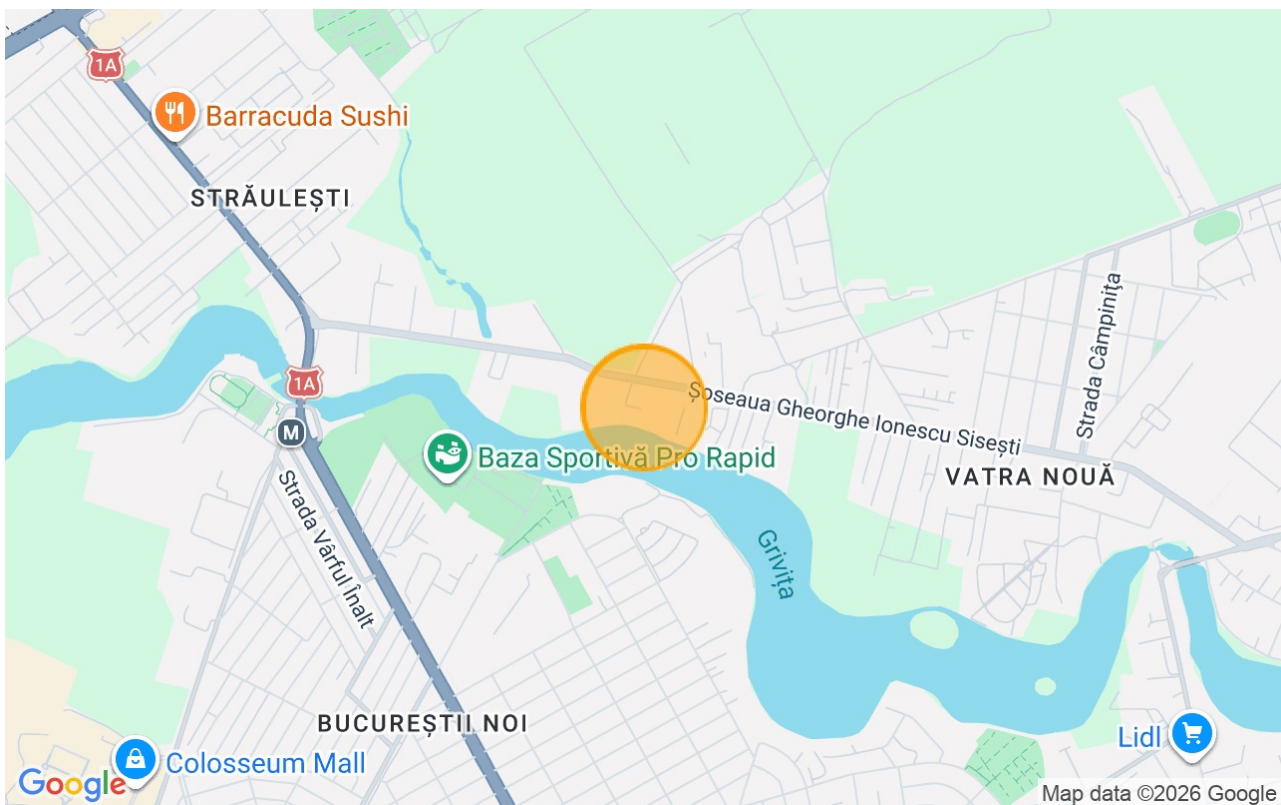 1A
Barracuda Sushi
STRĂULEȘTI
Strada Câmpinița
1A
Șoseaua Gheorghe Ionescu Sisești
M
Baza Sportivă Pro Rapid
VATRA NOUĂ
Strada Vârful Înalt
Grivița
BUCUREȘTII NOI
Lidl
Colosseum Mall
Google
Map data ©2026 Google